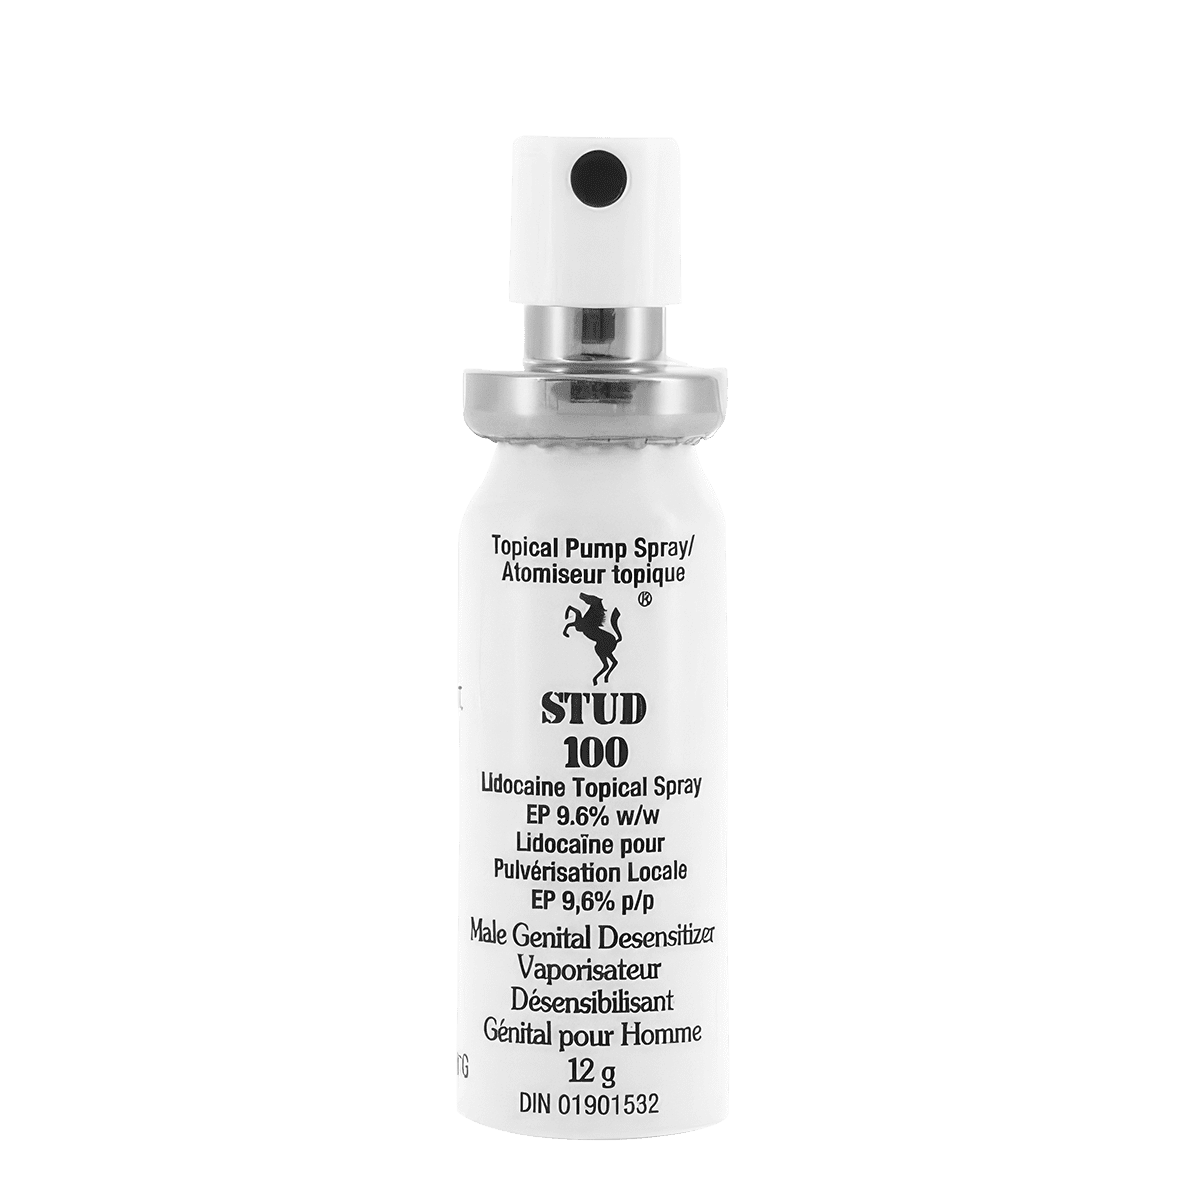 Topical Pump Spray/
Atomiseur topique
®
STUD
100
Lidocaine Topical Spray
EP 9.6% w/w
Lidocaïne pour
Pulvérisation Locale
EP 9,6% p/p
Male Genital Desensitizer
Vaporisateur
Désensibilisant
Génital pour Homme
12 g
DIN 01901532